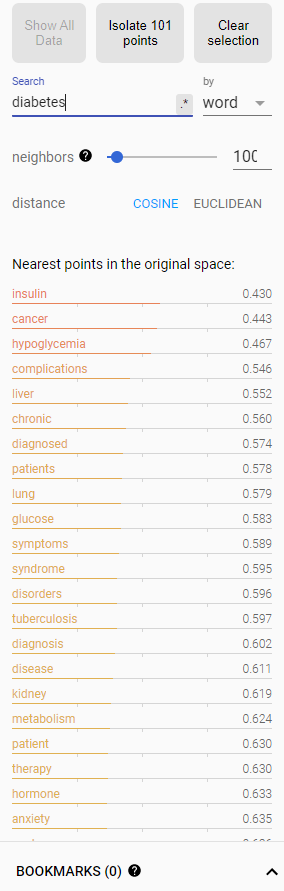 Show All Data
Isolate 101 points
Clear selection
Search
by
diabetes
.*
word
neighbors
100
distance
COSINE
EUCLIDEAN
Nearest points in the original space:
insulin 0.430
cancer 0.443
hypoglycemia 0.467
complications 0.546
liver 0.552
chronic 0.560
diagnosed 0.574
patients 0.578
lung 0.579
glucose 0.583
symptoms 0.589
syndrome 0.595
disorders 0.596
tuberculosis 0.597
diagnosis 0.602
disease 0.611
kidney 0.619
metabolism 0.624
patient 0.630
therapy 0.630
hormone 0.633
anxiety 0.635
BOOKMARKS (0)